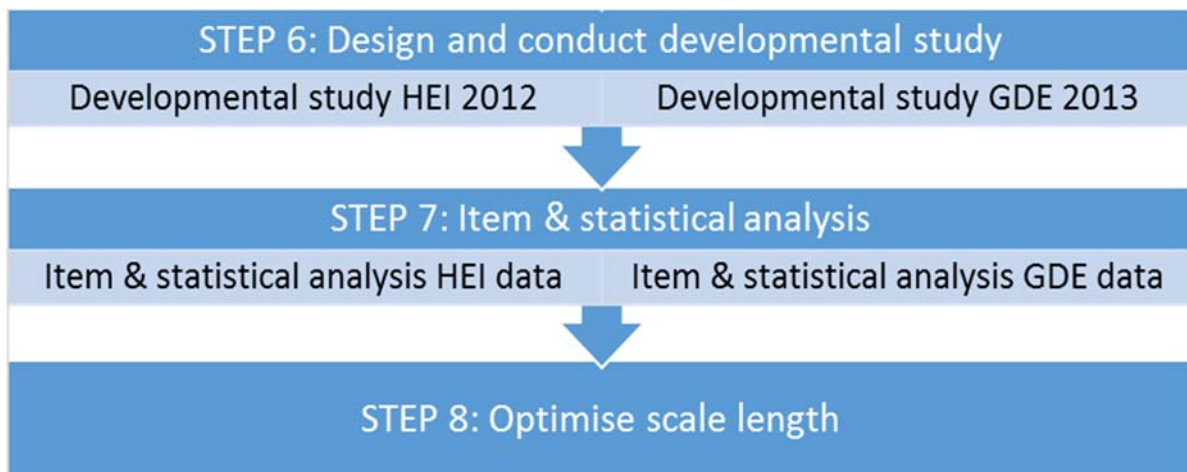 STEP 6: Design and conduct developmental study
Developmental study HEI 2012
Developmental study GDE 2013
STEP 7: Item & statistical analysis
Item & statistical analysis HEI data
Item & statistical analysis GDE data
STEP 8: Optimise scale length